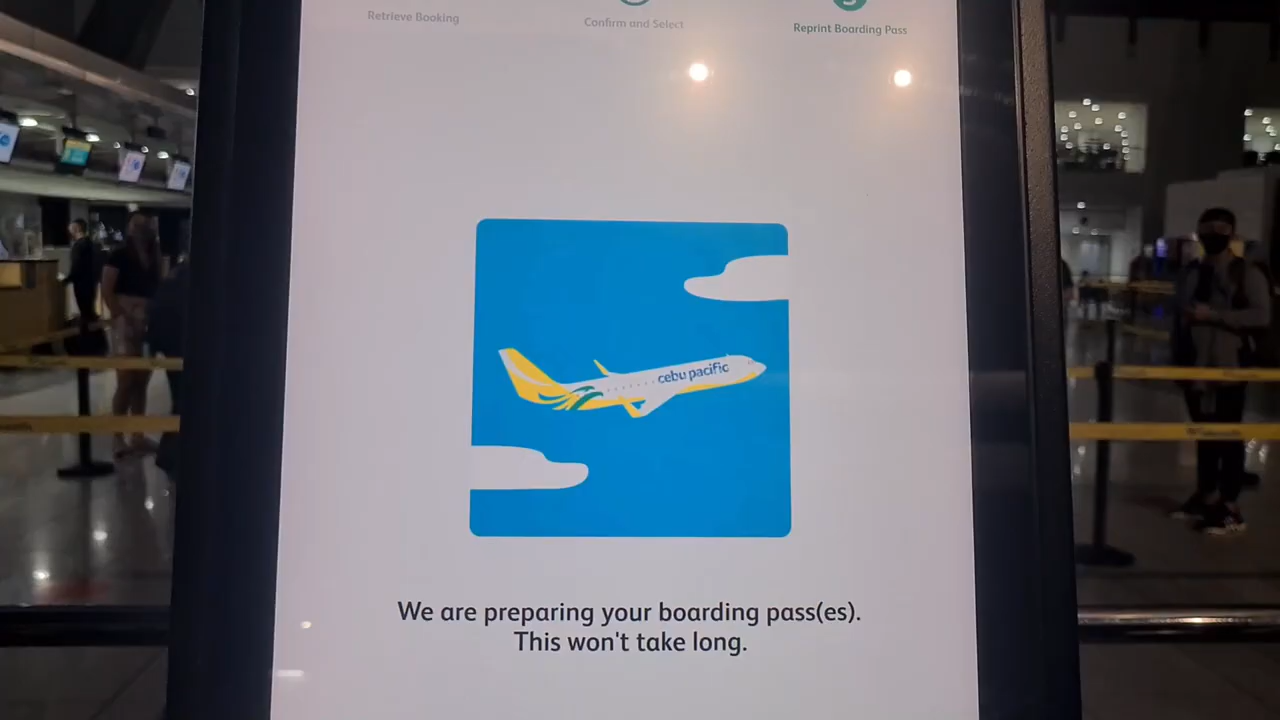 Retrieve Booking
Confirm and Select
3
Reprint Boarding Pass
cebu pacific
We are preparing your boarding pass(es).
This won't take long.